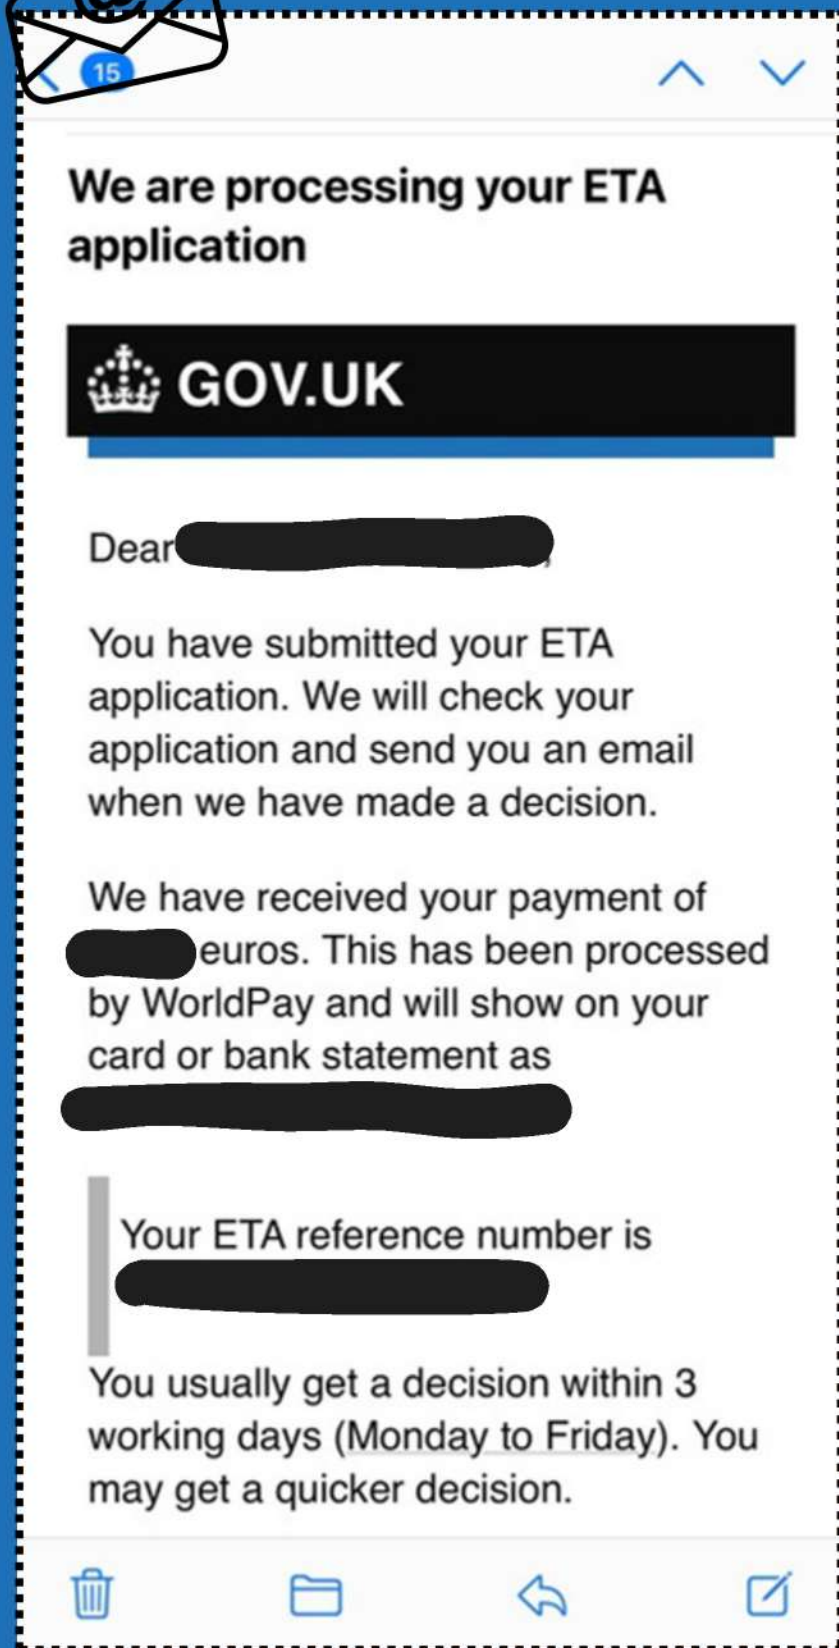 15
We are processing your ETA
application
GOV.UK
Dear
You have submitted your ETA
application. We will check your
application and send you an email
when we have made a decision.
We have received your payment of
euros. This has been processed
by WorldPay and will show on your
card or bank statement as
Your ETA reference number is
You usually get a decision within 3
working days (Monday to Friday). You
may get a quicker decision.